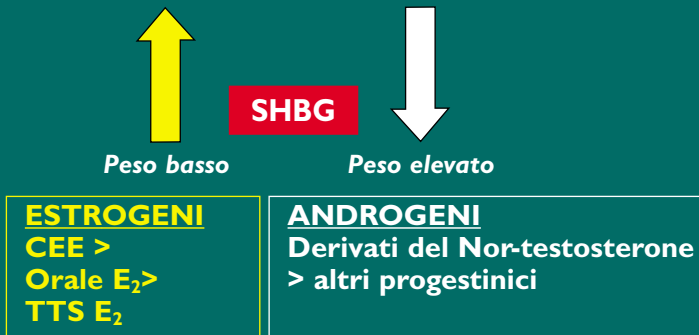 SHBG
Peso basso
Peso elevato
ESTROGENI
CEE >
Orale E₂>
TTS E₂
ANDROGENI
Derivati del Nor-testosterone
> altri progestinici